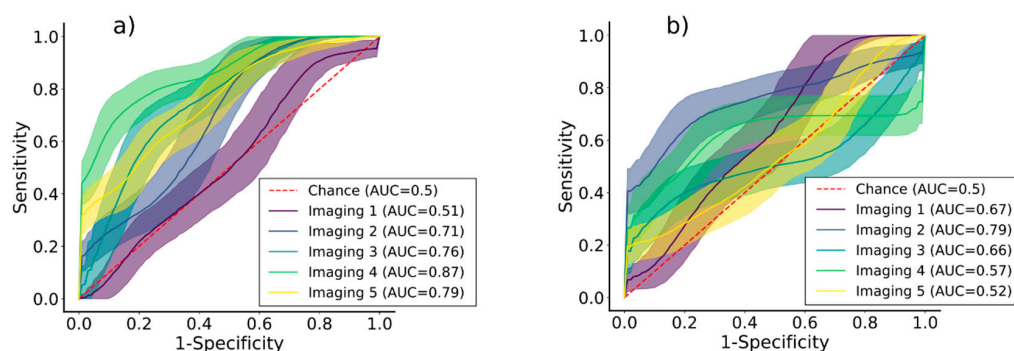 a)
1.0
0.8
0.6
0.4
0.2
0.0
Sensitivity
0.0 0.2 0.4 0.6 0.8 1.0
1-Specificity
Chance (AUC=0.5)
Imaging 1 (AUC=0.51)
Imaging 2 (AUC=0.71)
Imaging 3 (AUC=0.76)
Imaging 4 (AUC=0.87)
Imaging 5 (AUC=0.79)
b)
1.0
0.8
0.6
0.4
0.2
0.0
Sensitivity
0.0 0.2 0.4 0.6 0.8 1.0
1-Specificity
Chance (AUC=0.5)
Imaging 1 (AUC=0.67)
Imaging 2 (AUC=0.79)
Imaging 3 (AUC=0.66)
Imaging 4 (AUC=0.57)
Imaging 5 (AUC=0.52)